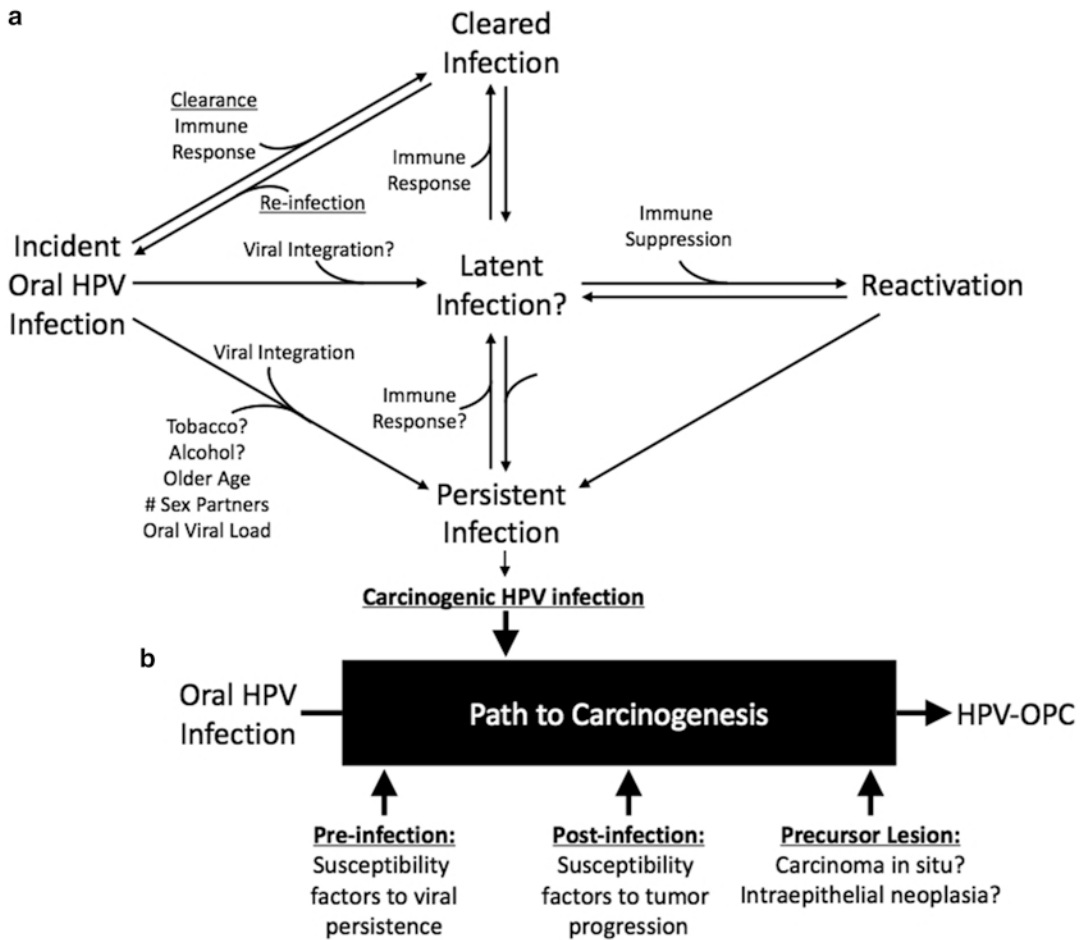 a
Cleared
Infection
Clearance
Immune
Response
Immune
Response
Re-infection
Immune
Suppression
Incident
Oral HPV
Infection
Viral Integration?
Latent
Infection?
Reactivation
Viral Integration
Immune
Response?
Tobacco?
Alcohol?
Older Age
# Sex Partners
Oral Viral Load
Persistent
Infection
Carcinogenic HPV infection
b
Oral HPV
Infection
Path to Carcinogenesis
HPV-OPC
Pre-infection:
Susceptibility
factors to viral
persistence
Post-infection:
Susceptibility
factors to tumor
progression
Precursor Lesion:
Carcinoma in situ?
Intraepithelial neoplasia?